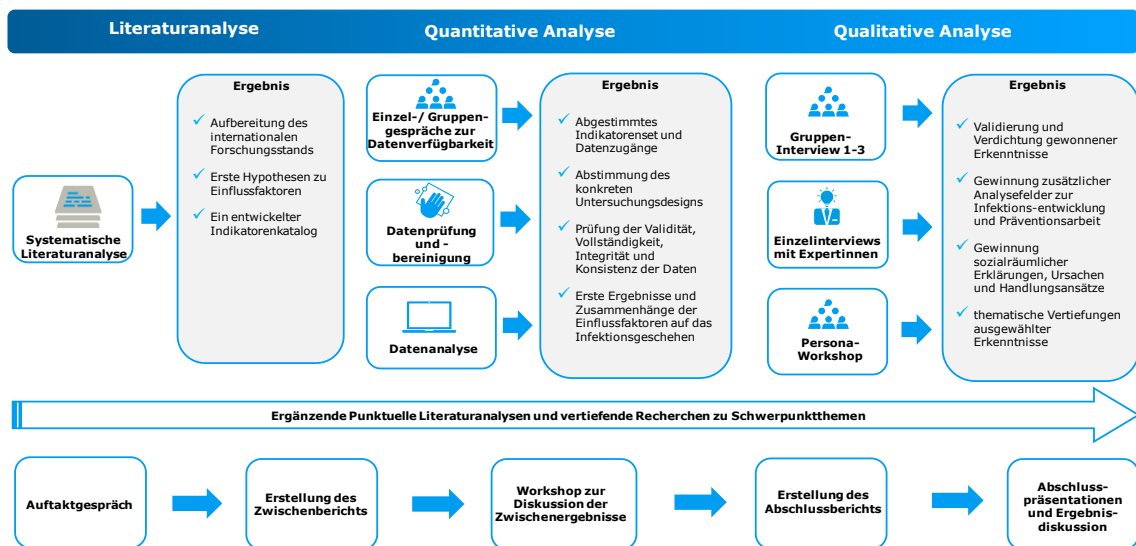 Literaturanalyse
Quantitative Analyse
Qualitative Analyse
Systematische
Literaturanalyse
Ergebnis
Aufbereitung des
internationalen
Forschungsstands
Erste Hypothesen zu
Einflussfaktoren
Ein entwickelter
Indikatorenkatalog
Einzel-/ Gruppen-
gespräche zur
Datenverfügbarkeit
Datenprüfung
und -
bereinigung
Datenanalyse
Ergebnis
Abgestimmtes
Indikatorenset und
Datenzugänge
Abstimmung des
konkreten
Untersuchungsdesigns
Prüfung der Validität,
Vollständigkeit,
Integrität und
Konsistenz der Daten
Erste Ergebnisse und
Zusammenhänge der
Einflussfaktoren auf das
Infektionsgeschehen
Gruppen-
Interview 1-3
Einzelinterviews
mit Expertinnen
Persona-
Workshop
Ergebnis
Validierung und
Verdichtung gewonnener
Erkenntnisse
Gewinnung zusätzlicher
Analysefelder zur
Infektions-entwicklung
und Präventionsarbeit
Gewinnung
sozialräumlicher
Erklärungen, Ursachen
und Handlungsansätze
thematische Vertiefungen
ausgewählter
Erkenntnisse
Ergänzende Punktuelle Literaturanalysen und vertiefende Recherchen zu Schwerpunktthemen
Auftaktgespräch
Erstellung des
Zwischenberichts
Workshop zur
Diskussion der
Zwischenergebnisse
Erstellung des
Abschlussberichts
Abschluss-
präsentationen
und Ergebnis-
diskussion